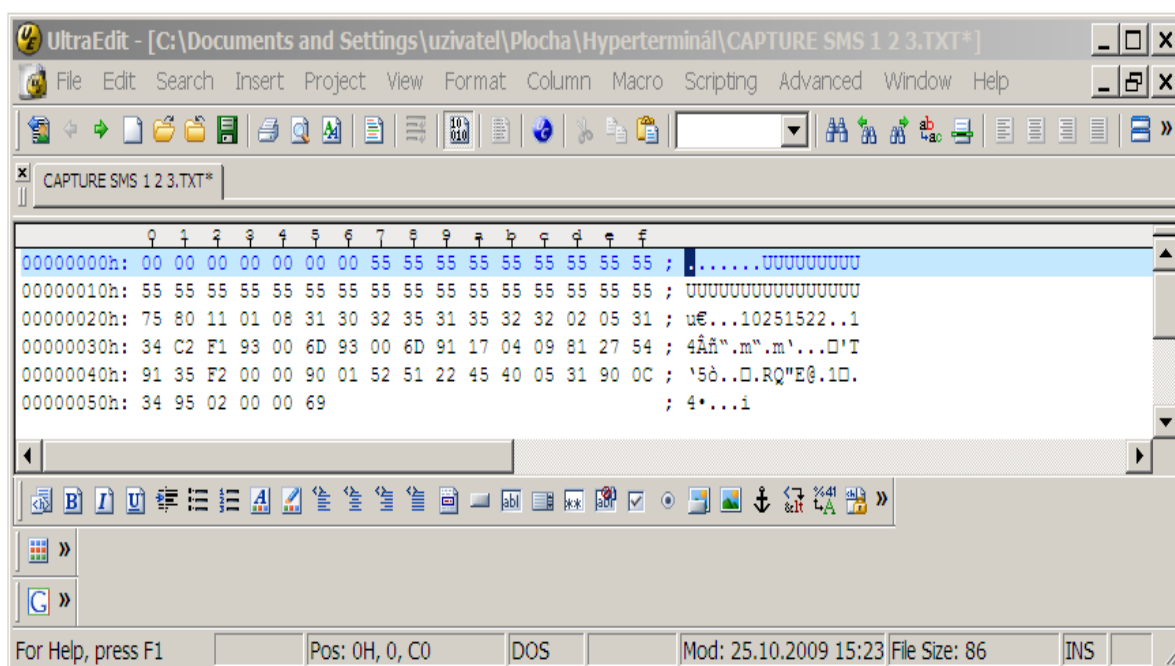 UltraEdit - [C:\Documents and Settings\uzivatel\Plocha\Hyperterminál\CAPTURE SMS 1 2 3.TXT*]
File Edit Search Insert Project View Format Column Macro Scripting Advanced Window Help
CAPTURE SMS 1 2 3.TXT*
0 1 2 3 4 5 6 7 8 9 a b c d e f
00000000h: 00 00 00 00 00 00 00 55 55 55 55 55 55 55 55 55 ; .......UUUUUUUUU
00000010h: 55 55 55 55 55 55 55 55 55 55 55 55 55 55 55 55 ; UUUUUUUUUUUUUUUU
00000020h: 75 80 11 01 08 31 30 32 35 31 35 32 32 02 05 31 ; u€...10251522..1
00000030h: 34 C2 F1 93 00 6D 93 00 6D 91 17 04 09 81 27 54 ; 4Âñ“.m“.m‘...□'T
00000040h: 91 35 F2 00 00 90 01 52 51 22 45 40 05 31 90 0C ; ‘5ò..□.RQ"E@.1□.
00000050h: 34 95 02 00 00 69 ; 4•...i
For Help, press F1 Pos: 0H, 0, C0 DOS Mod: 25.10.2009 15:23 File Size: 86 INS